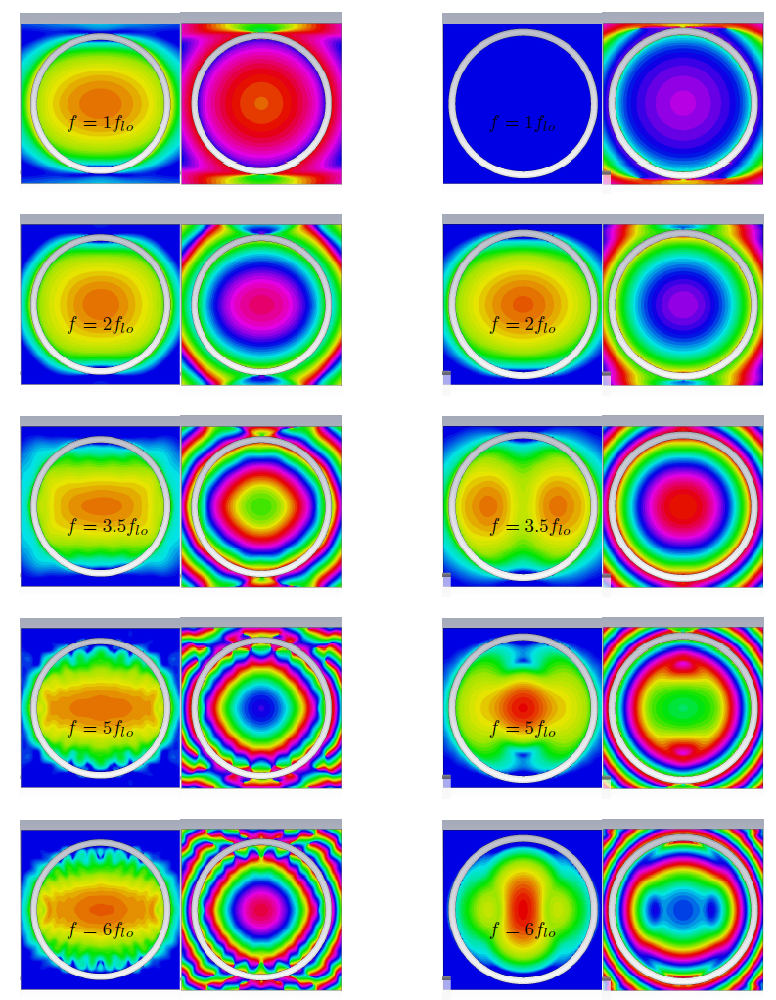 f = 1f_{lo} f = 1f_{lo}
f = 2f_{lo} f = 2f_{lo}
f = 3.5f_{lo} f = 3.5f_{lo}
f = 5f_{lo} f = 5f_{lo}
f = 6f_{lo} f = 6f_{lo}